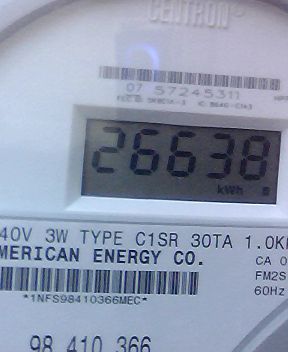 CENTRON®
07 57245311
26638
kWh
40V 3W TYPE C1SR 30TA 1.0K
MERICAN ENERGY CO.
CA 0
FM2S
60Hz
*1NFS98410366MEC*
98 410 366